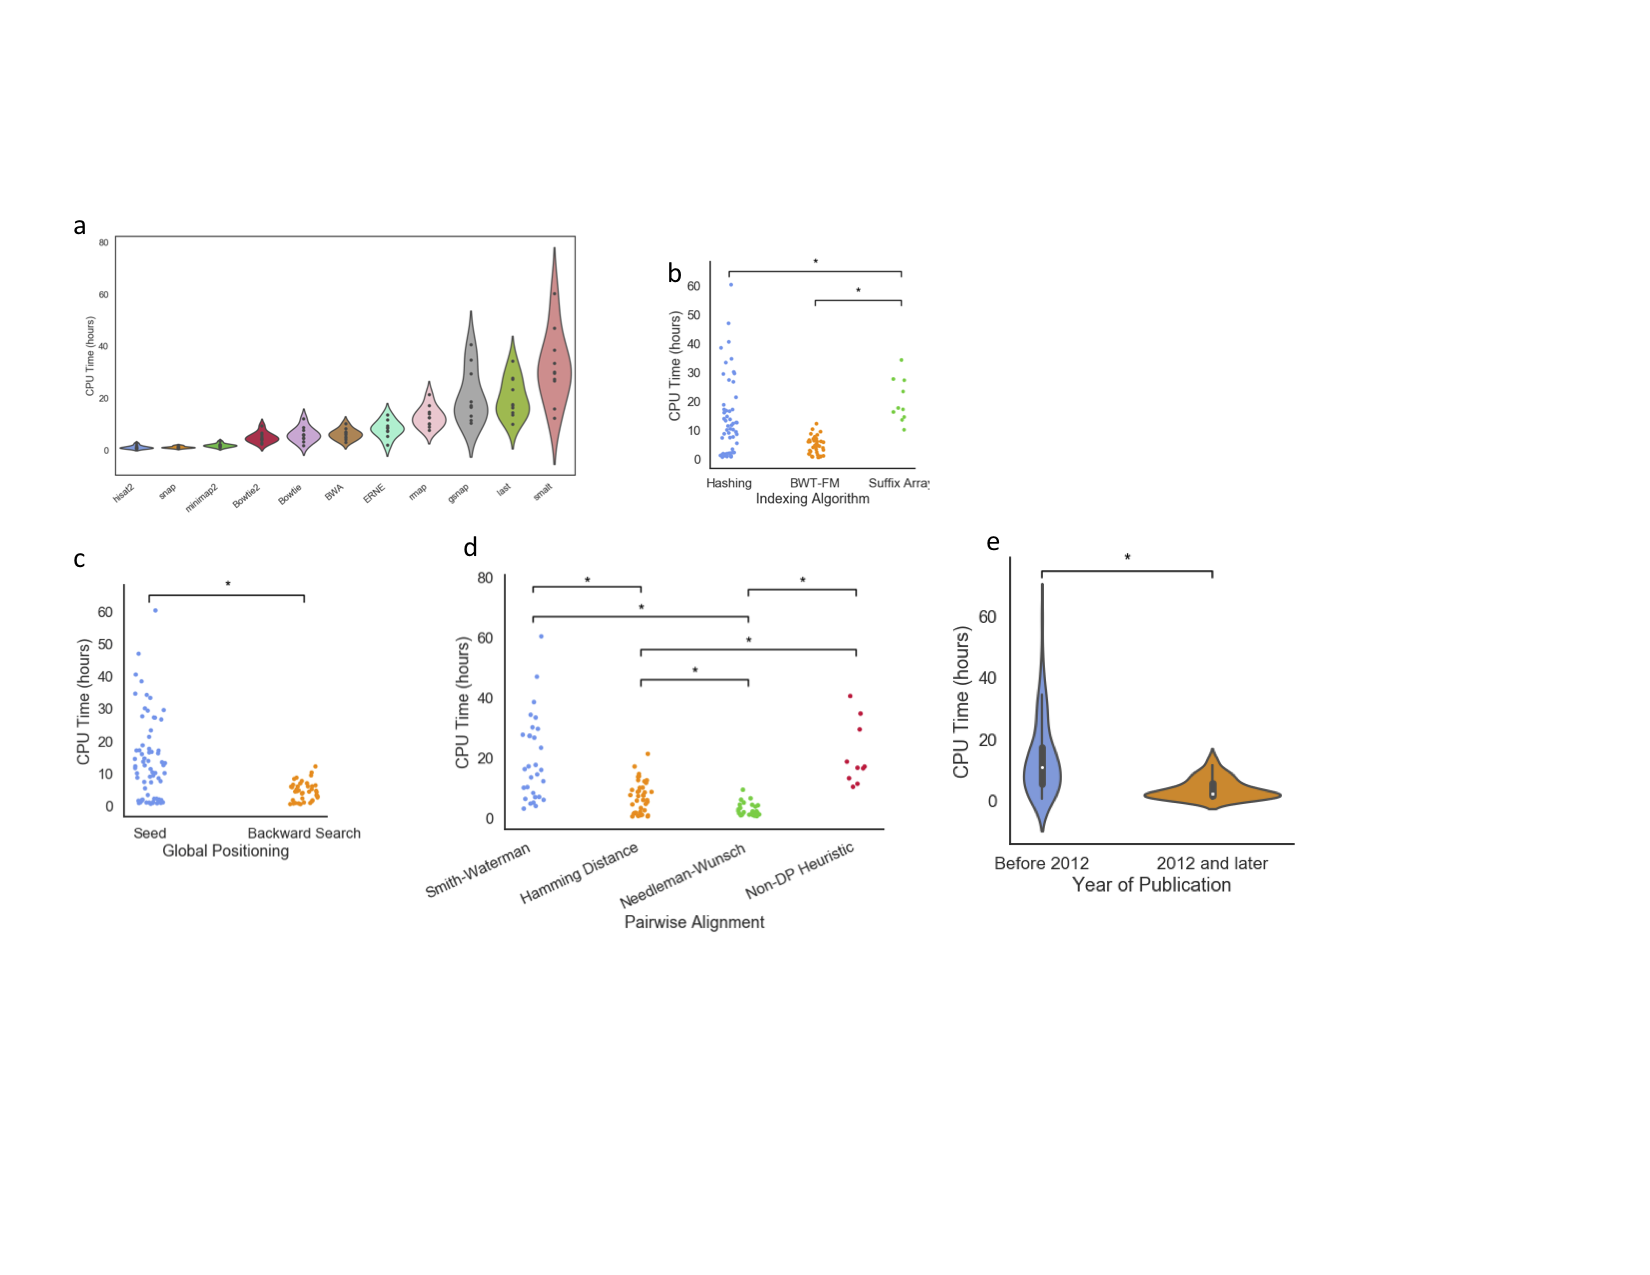 a
80
60
40
20
0
CPU Time (hours)
hisat2
snap
minimap2
Bowtie2
Bowtie
BWA
ERNE
rmap
gsnap
last
smalt
b
*
*
60
50
40
30
20
10
0
CPU Time (hours)
Hashing BWT-FM Suffix Array
Indexing Algorithm
c
*
60
50
40
30
20
10
0
CPU Time (hours)
Seed Backward Search
Global Positioning
d
80
60
40
20
0
* *
*
*
*
CPU Time (hours)
Smith-Waterman
Hamming Distance
Needleman-Wunsch
Non-DP Heuristic
Pairwise Alignment
e
*
60
40
20
0
CPU Time (hours)
Before 2012 2012 and later
Year of Publication